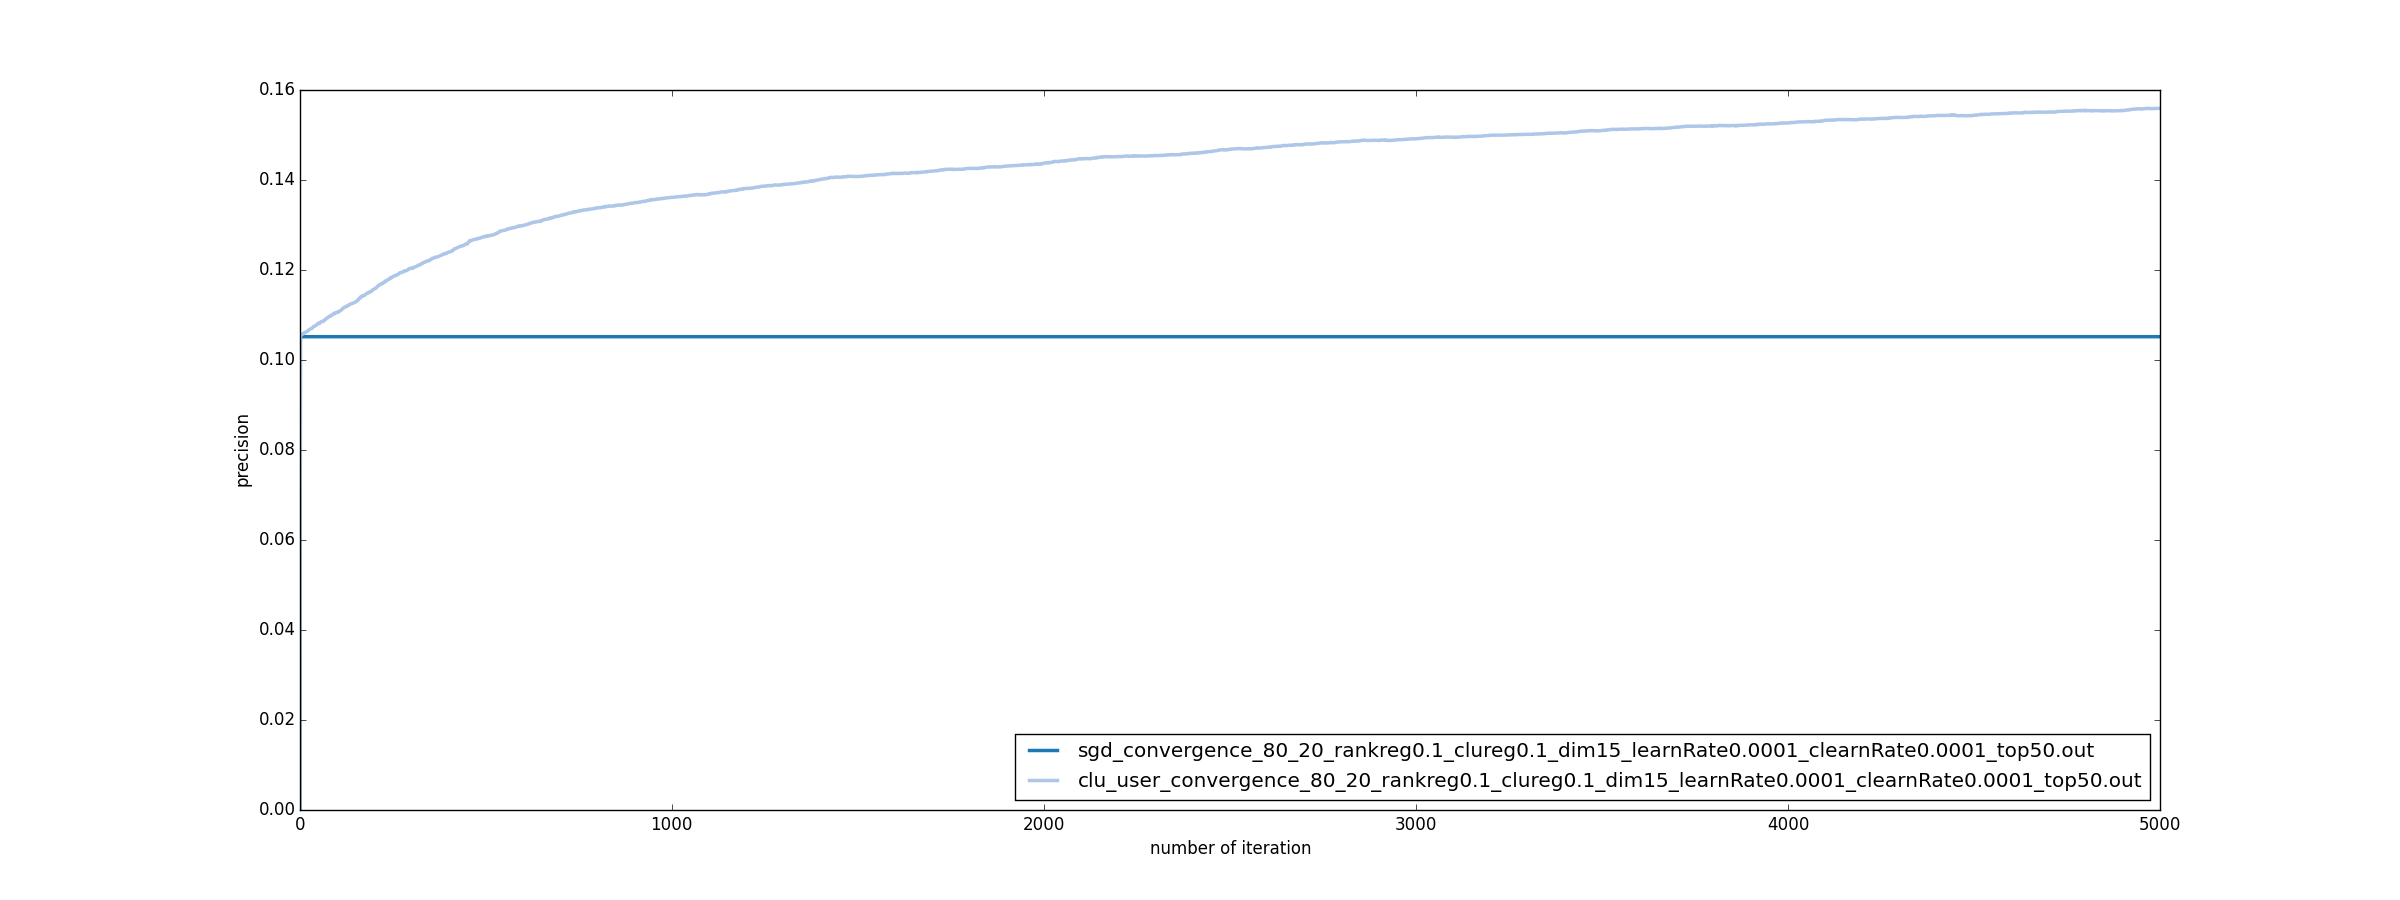 0.16
0.14
0.12
0.10
0.08
0.06
0.04
0.02
0.00
precision
sgd_convergence_80_20_rankreg0.1_clureg0.1_dim15_learnRate0.0001_clearnRate0.0001_top50.out
clu_user_convergence_80_20_rankreg0.1_clureg0.1_dim15_learnRate0.0001_clearnRate0.0001_top50.out
0 1000 2000 3000 4000 5000
number of iteration